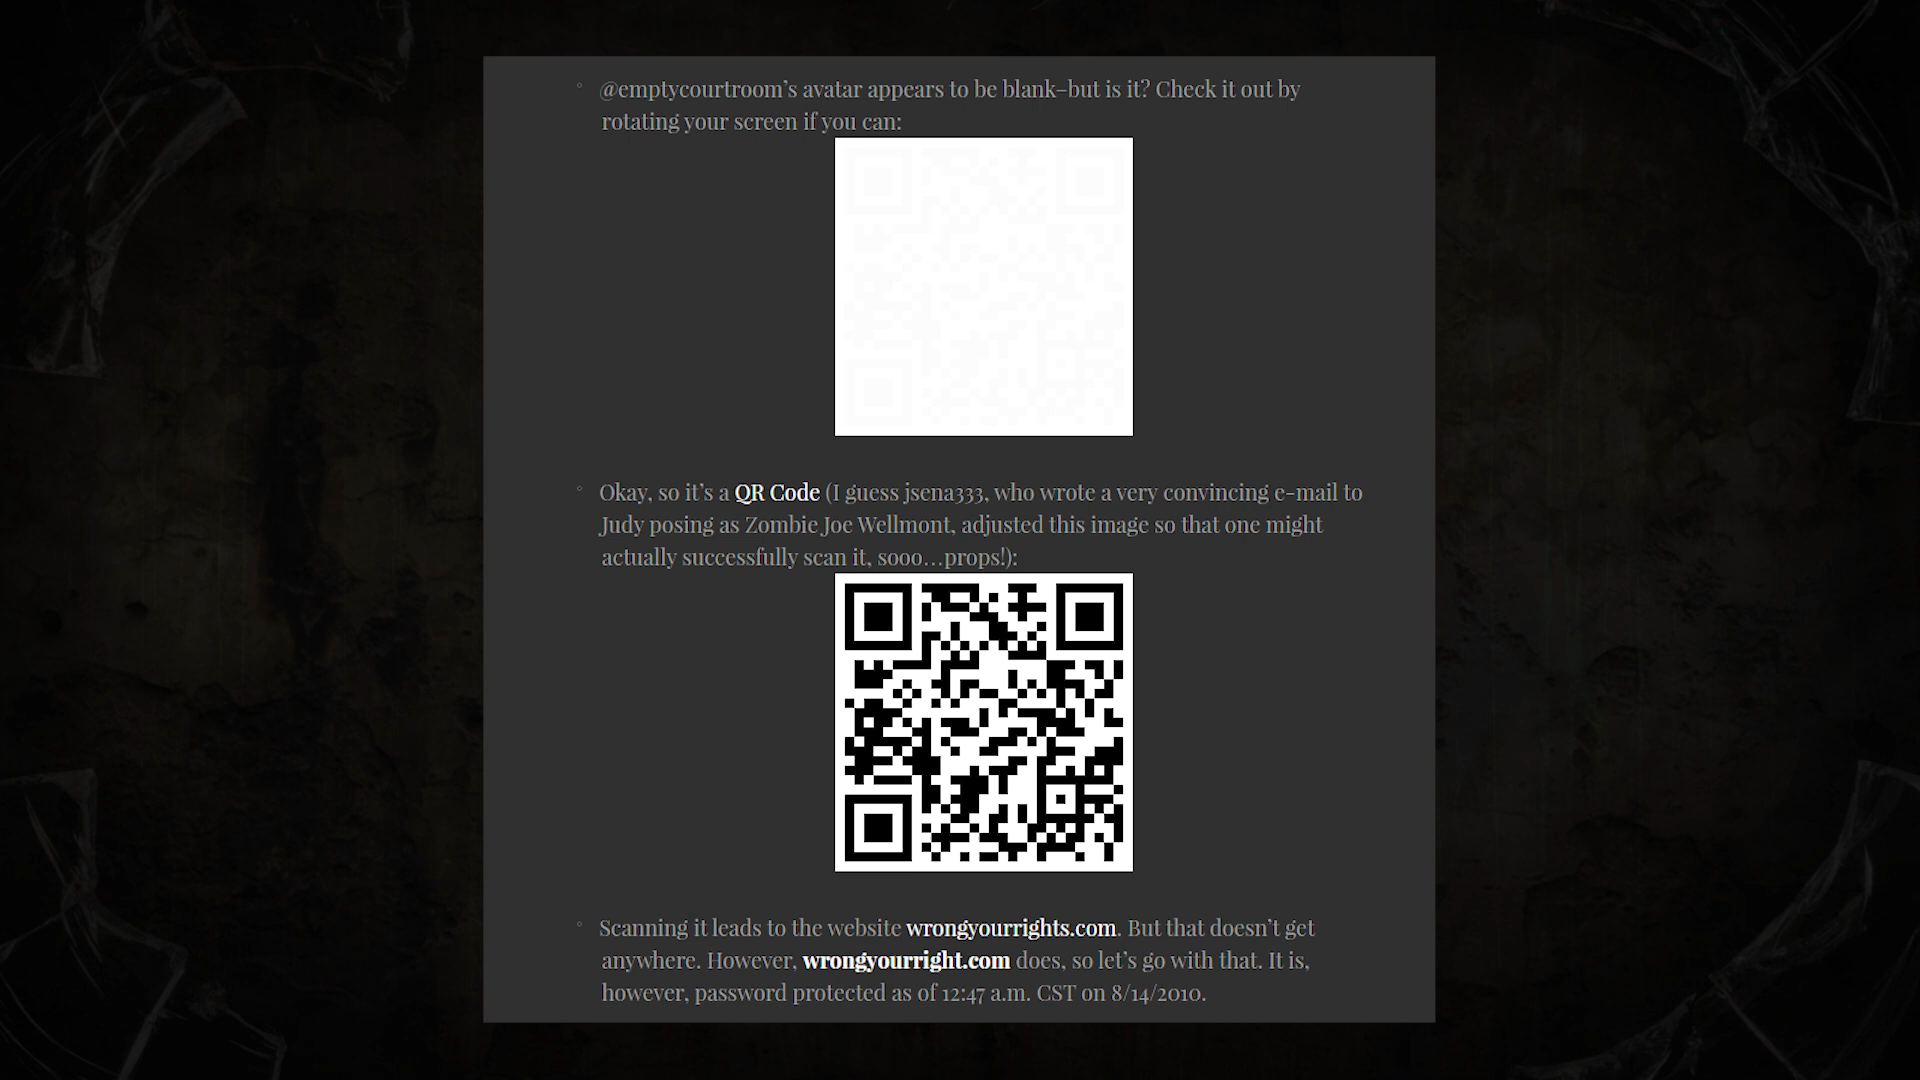 @emptycourtroom’s avatar appears to be blank–but is it? Check it out by
rotating your screen if you can:
Okay, so it’s a QR Code (I guess jsena333, who wrote a very convincing e-mail to
Judy posing as Zombie Joe Wellmont, adjusted this image so that one might
actually successfully scan it, sooo…props!):
Scanning it leads to the website wrongyourrights.com. But that doesn’t get
anywhere. However, wrongyourright.com does, so let’s go with that. It is,
however, password protected as of 12:47 a.m. CST on 8/14/2010.